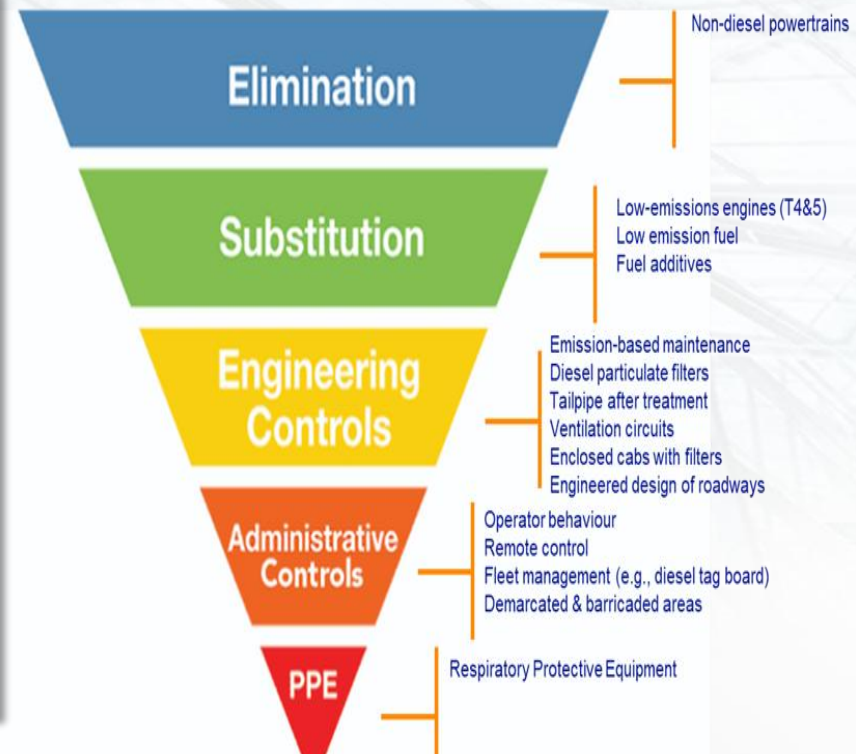 Elimination
Non-diesel powertrains
Substitution
Low-emissions engines (T4&5)
Low emission fuel
Fuel additives
Engineering
Controls
Emission-based maintenance
Diesel particulate filters
Tailpipe after treatment
Ventilation circuits
Enclosed cabs with filters
Engineered design of roadways
Administrative
Controls
Operator behaviour
Remote control
Fleet management (e.g., diesel tag board)
Demarcated & barricaded areas
PPE
Respiratory Protective Equipment